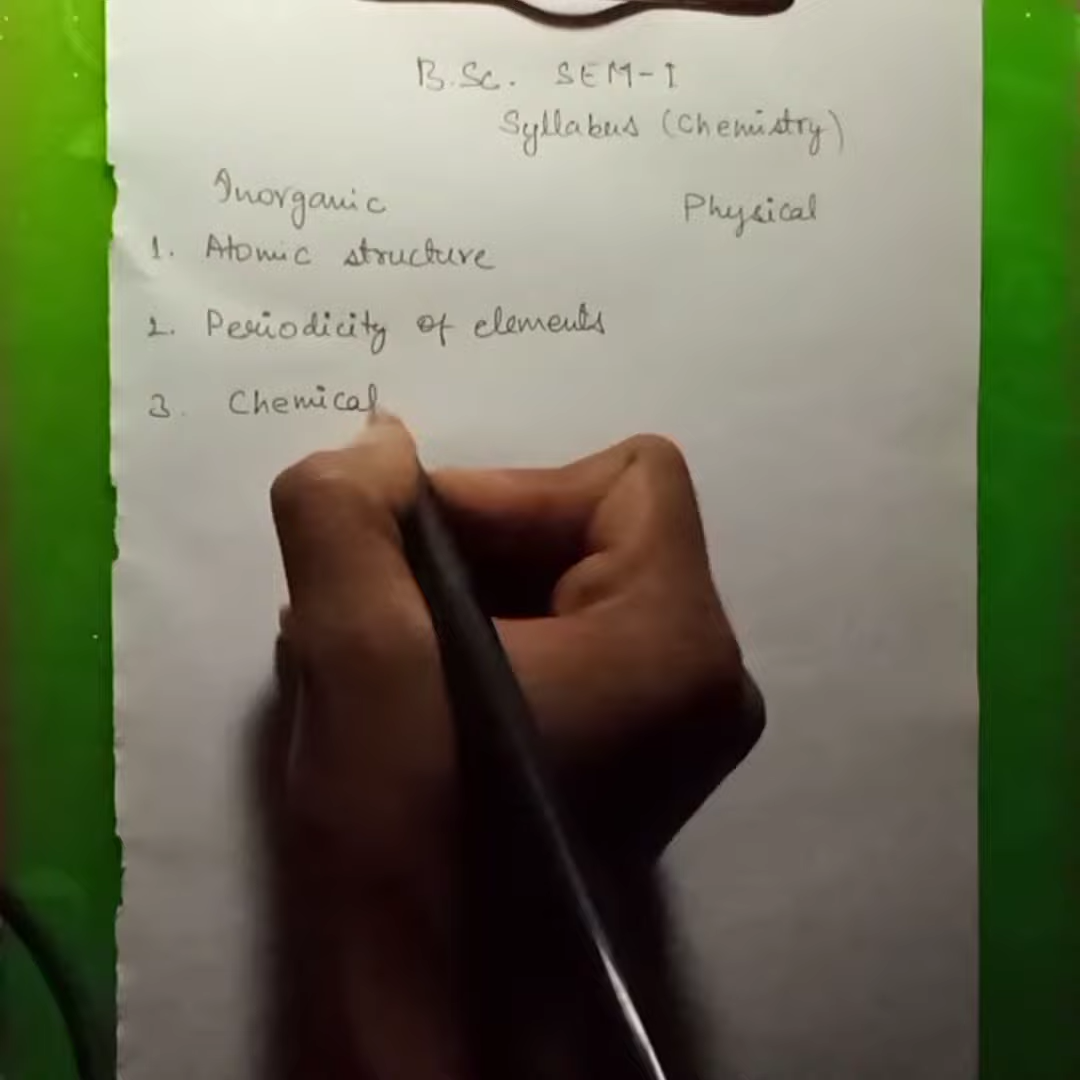 B.Sc. SEM-I
Syllabus (Chemistry)
Inorganic
Physical
1. Atomic structure
2. Periodicity of elements
3. Chemical